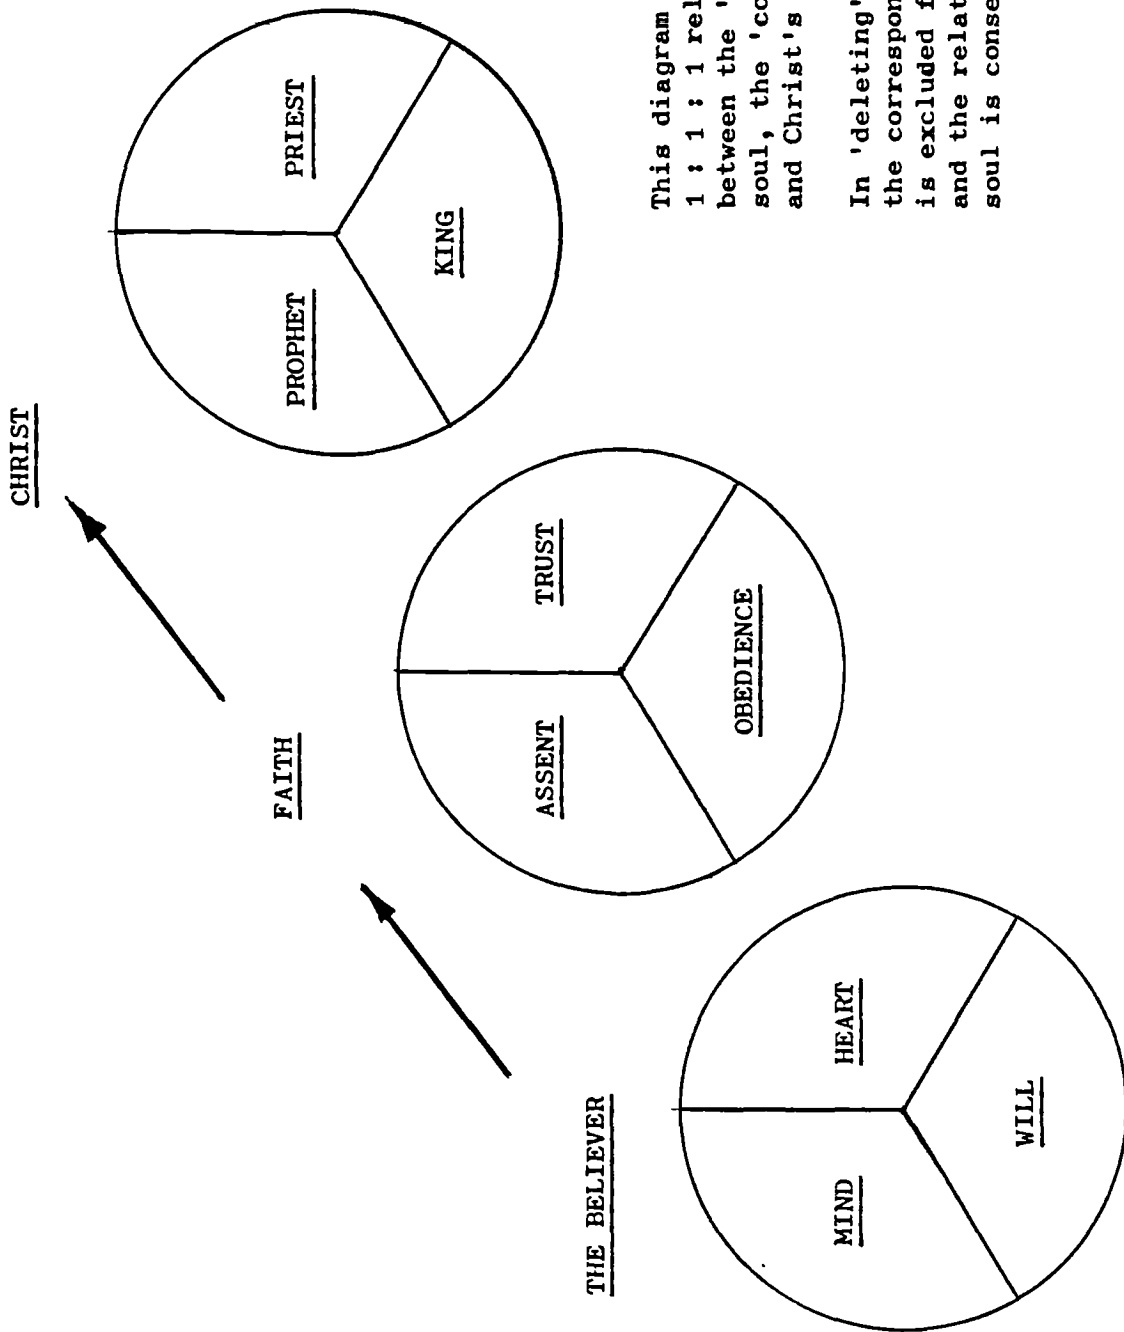 CHRIST
PROPHET PRIEST
KING
FAITH
ASSENT TRUST
OBEDIENCE
THE BELIEVER
MIND HEART
WILL
This diagram
1 : 1 : 1 rel
between the '
soul, the 'co
and Christ's
In 'deleting'
the correspon
is excluded f
and the relat
soul is conse